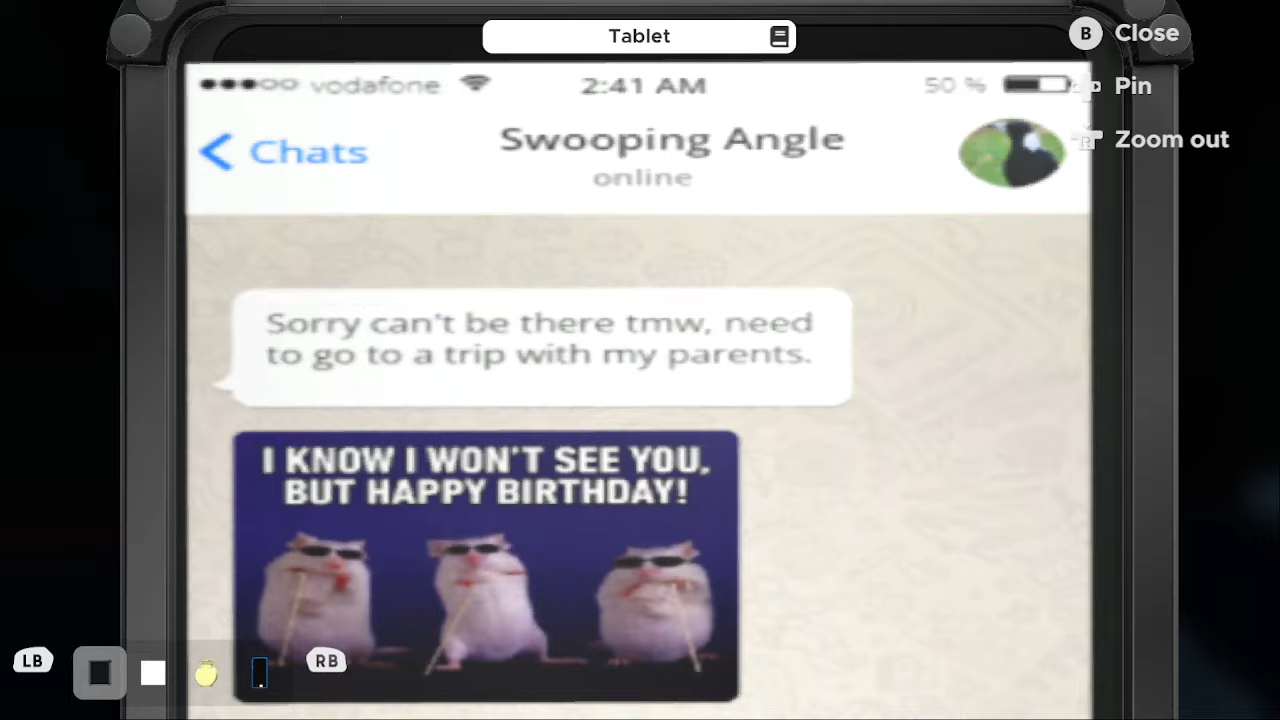 Tablet
B Close
vodafone 2:41 AM 50 %
Pin
Swooping Angle
Chats
Zoom out
online
Sorry can't be there tmw, need
to go to a trip with my parents.
I KNOW I WON'T SEE YOU,
BUT HAPPY BIRTHDAY!
LB RB